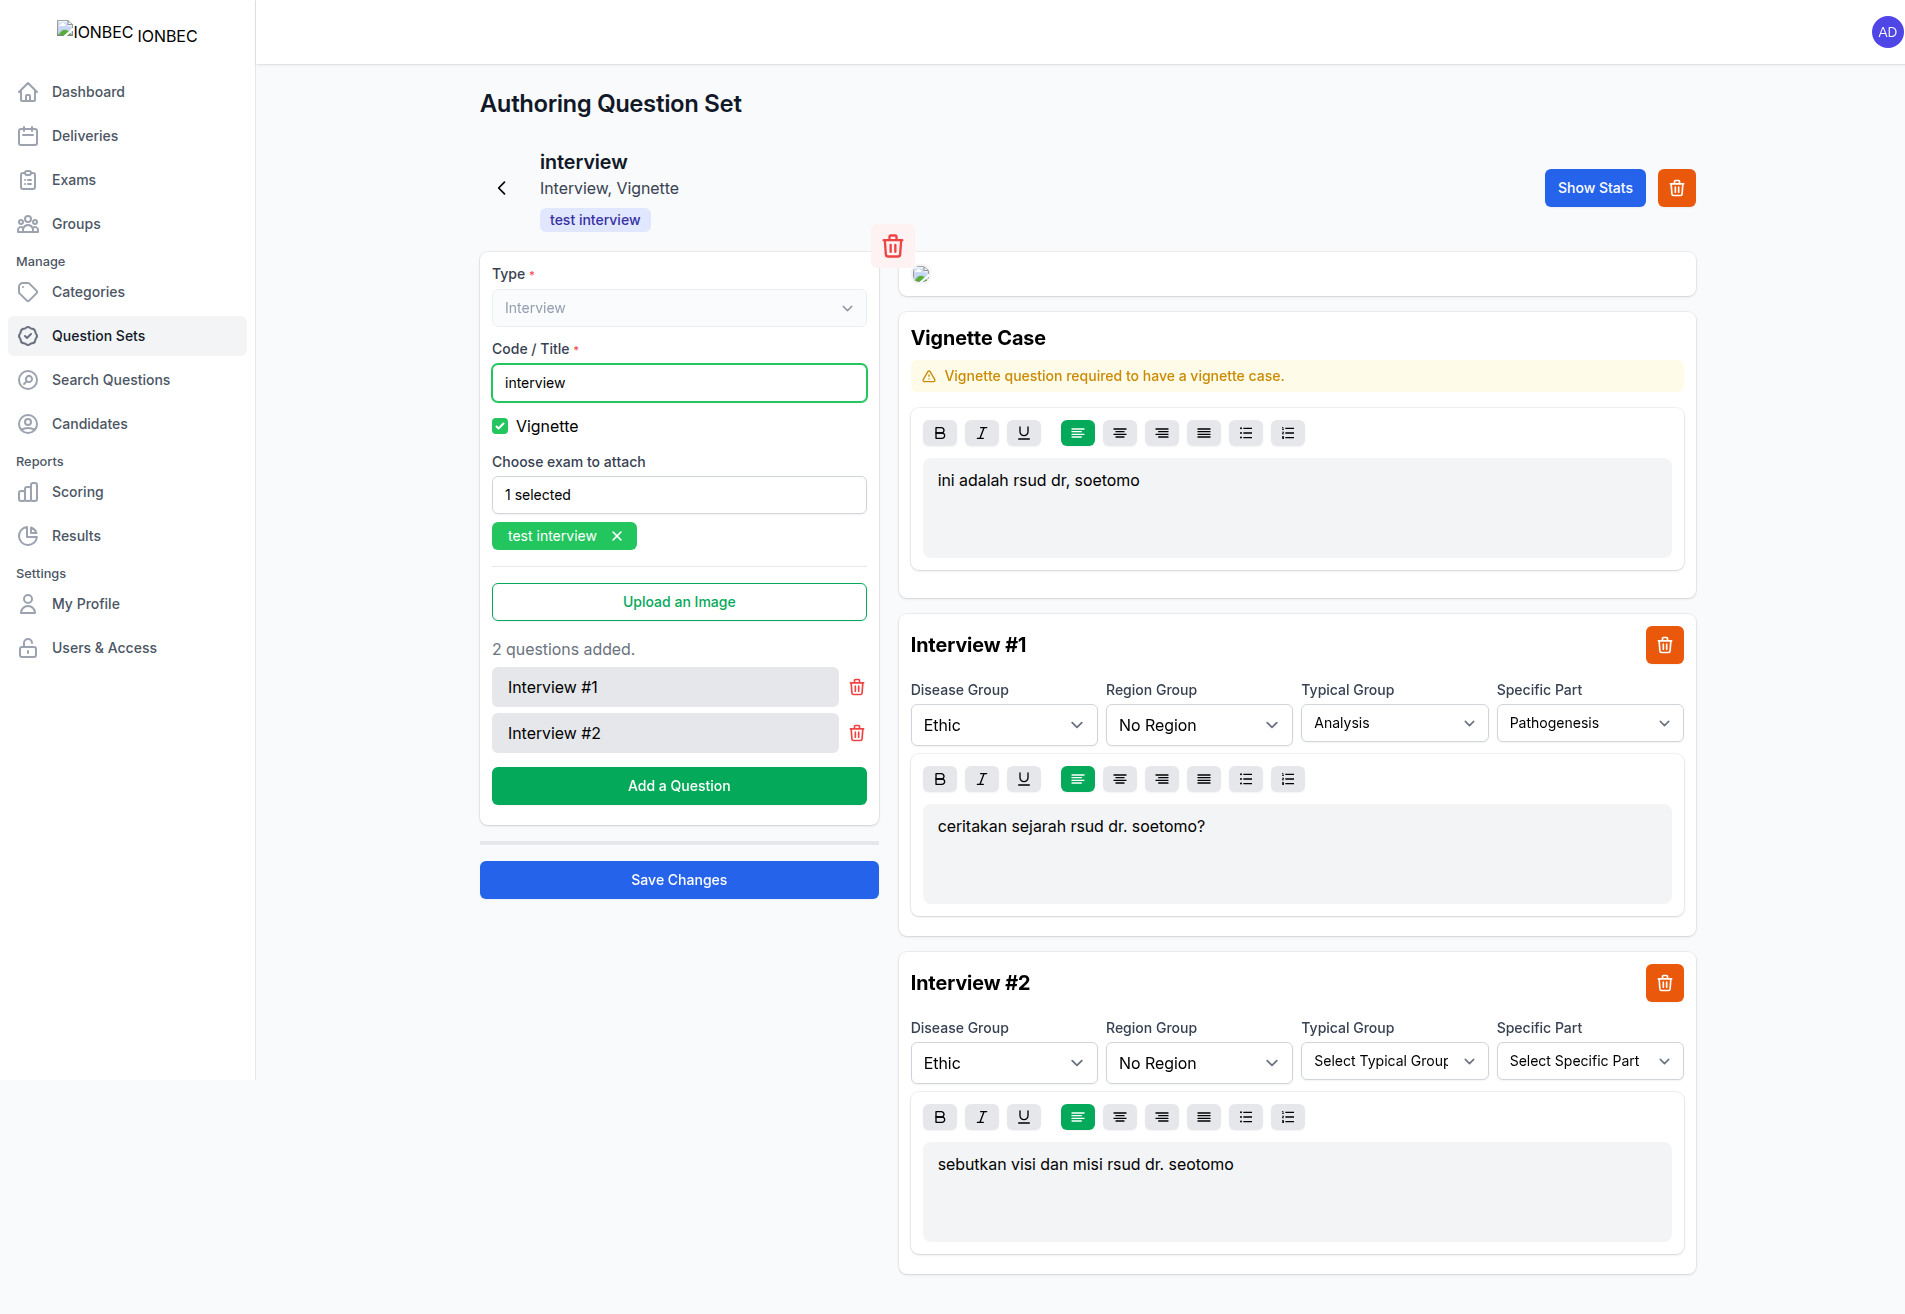 IONBEC IONBEC
AD
Dashboard
Deliveries
Exams
Groups
Manage
Categories
Question Sets
Search Questions
Candidates
Reports
Scoring
Results
Settings
My Profile
Users & Access
Authoring Question Set
interview
Interview, Vignette
test interview
Show Stats
Type *
Interview
Code / Title *
interview
Vignette
Choose exam to attach
1 selected
test interview
Upload an Image
2 questions added.
Interview #1
Interview #2
Add a Question
Save Changes
Vignette Case
Vignette question required to have a vignette case.
B I U
ini adalah rsud dr, soetomo
Interview #1
Disease Group Region Group Typical Group Specific Part
Ethic No Region Analysis Pathogenesis
B I U
ceritakan sejarah rsud dr. soetomo?
Interview #2
Disease Group Region Group Typical Group Specific Part
Ethic No Region Select Typical Group Select Specific Part
B I U
sebutkan visi dan misi rsud dr. seotomo